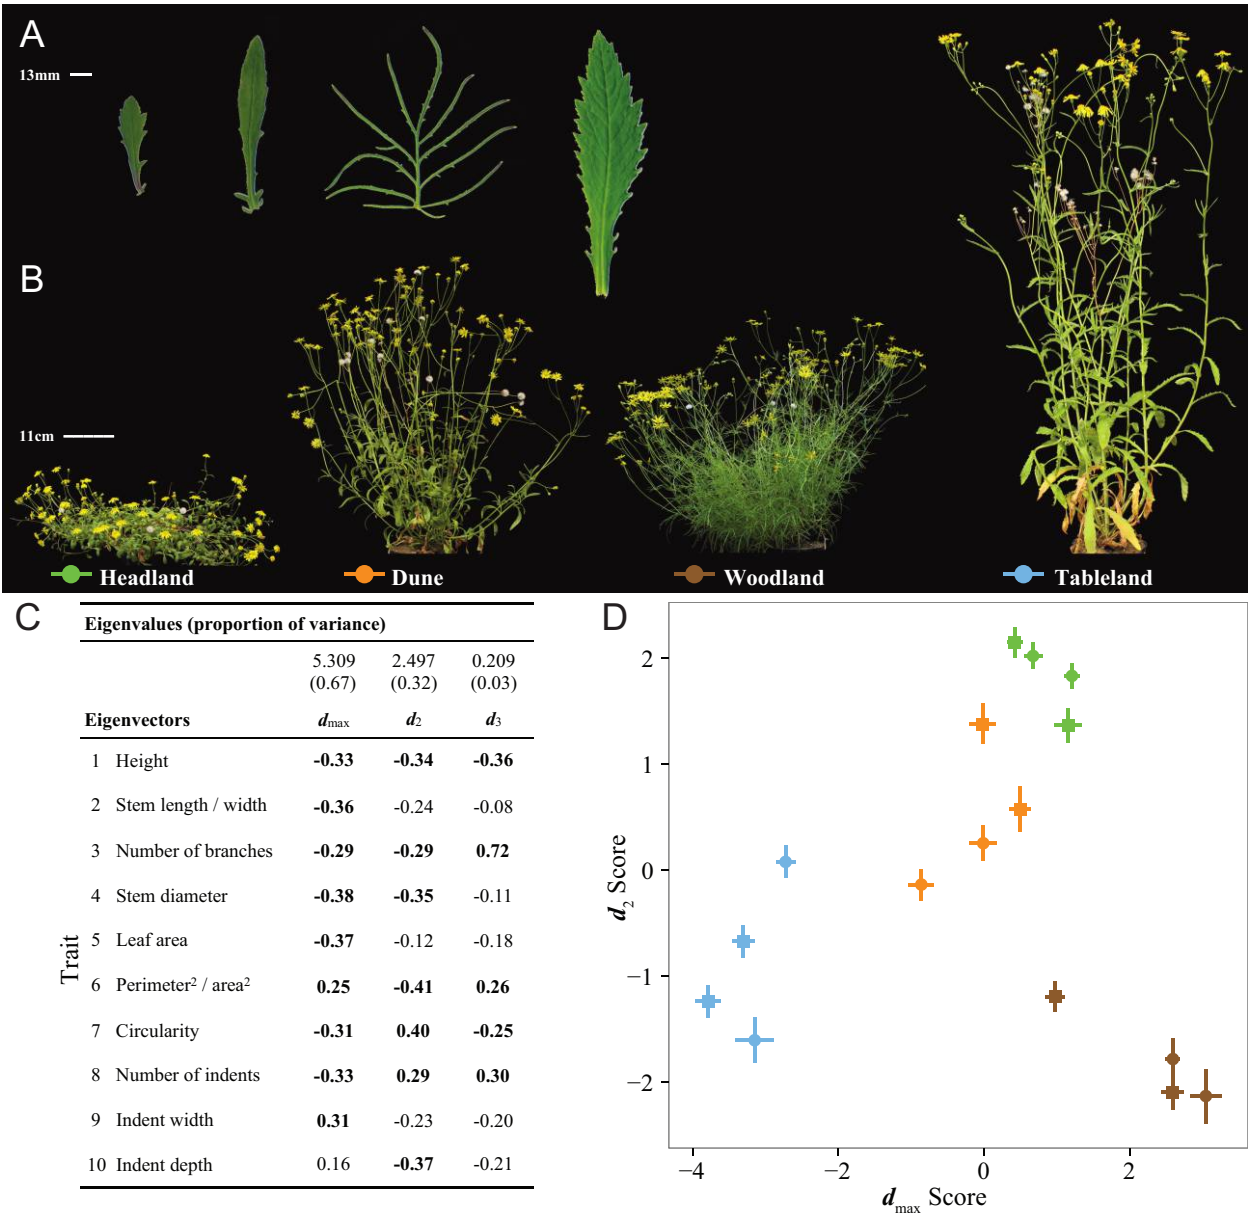 A
13mm
B
11cm
Headland
Dune
Woodland
Tableland
C
Eigenvalues (proportion of variance)
5.309 2.497 0.209
(0.67) (0.32) (0.03)
Eigenvectors dmax d2 d3
Trait
1 Height -0.33 -0.34 -0.36
2 Stem length / width -0.36 -0.24 -0.08
3 Number of branches -0.29 -0.29 0.72
4 Stem diameter -0.38 -0.35 -0.11
5 Leaf area -0.37 -0.12 -0.18
6 Perimeter² / area² 0.25 -0.41 0.26
7 Circularity -0.31 0.40 -0.25
8 Number of indents -0.33 0.29 0.30
9 Indent width 0.31 -0.23 -0.20
10 Indent depth 0.16 -0.37 -0.21
D
d2 Score
2
1
0
−1
−2
−4 −2 0 2
dmax Score